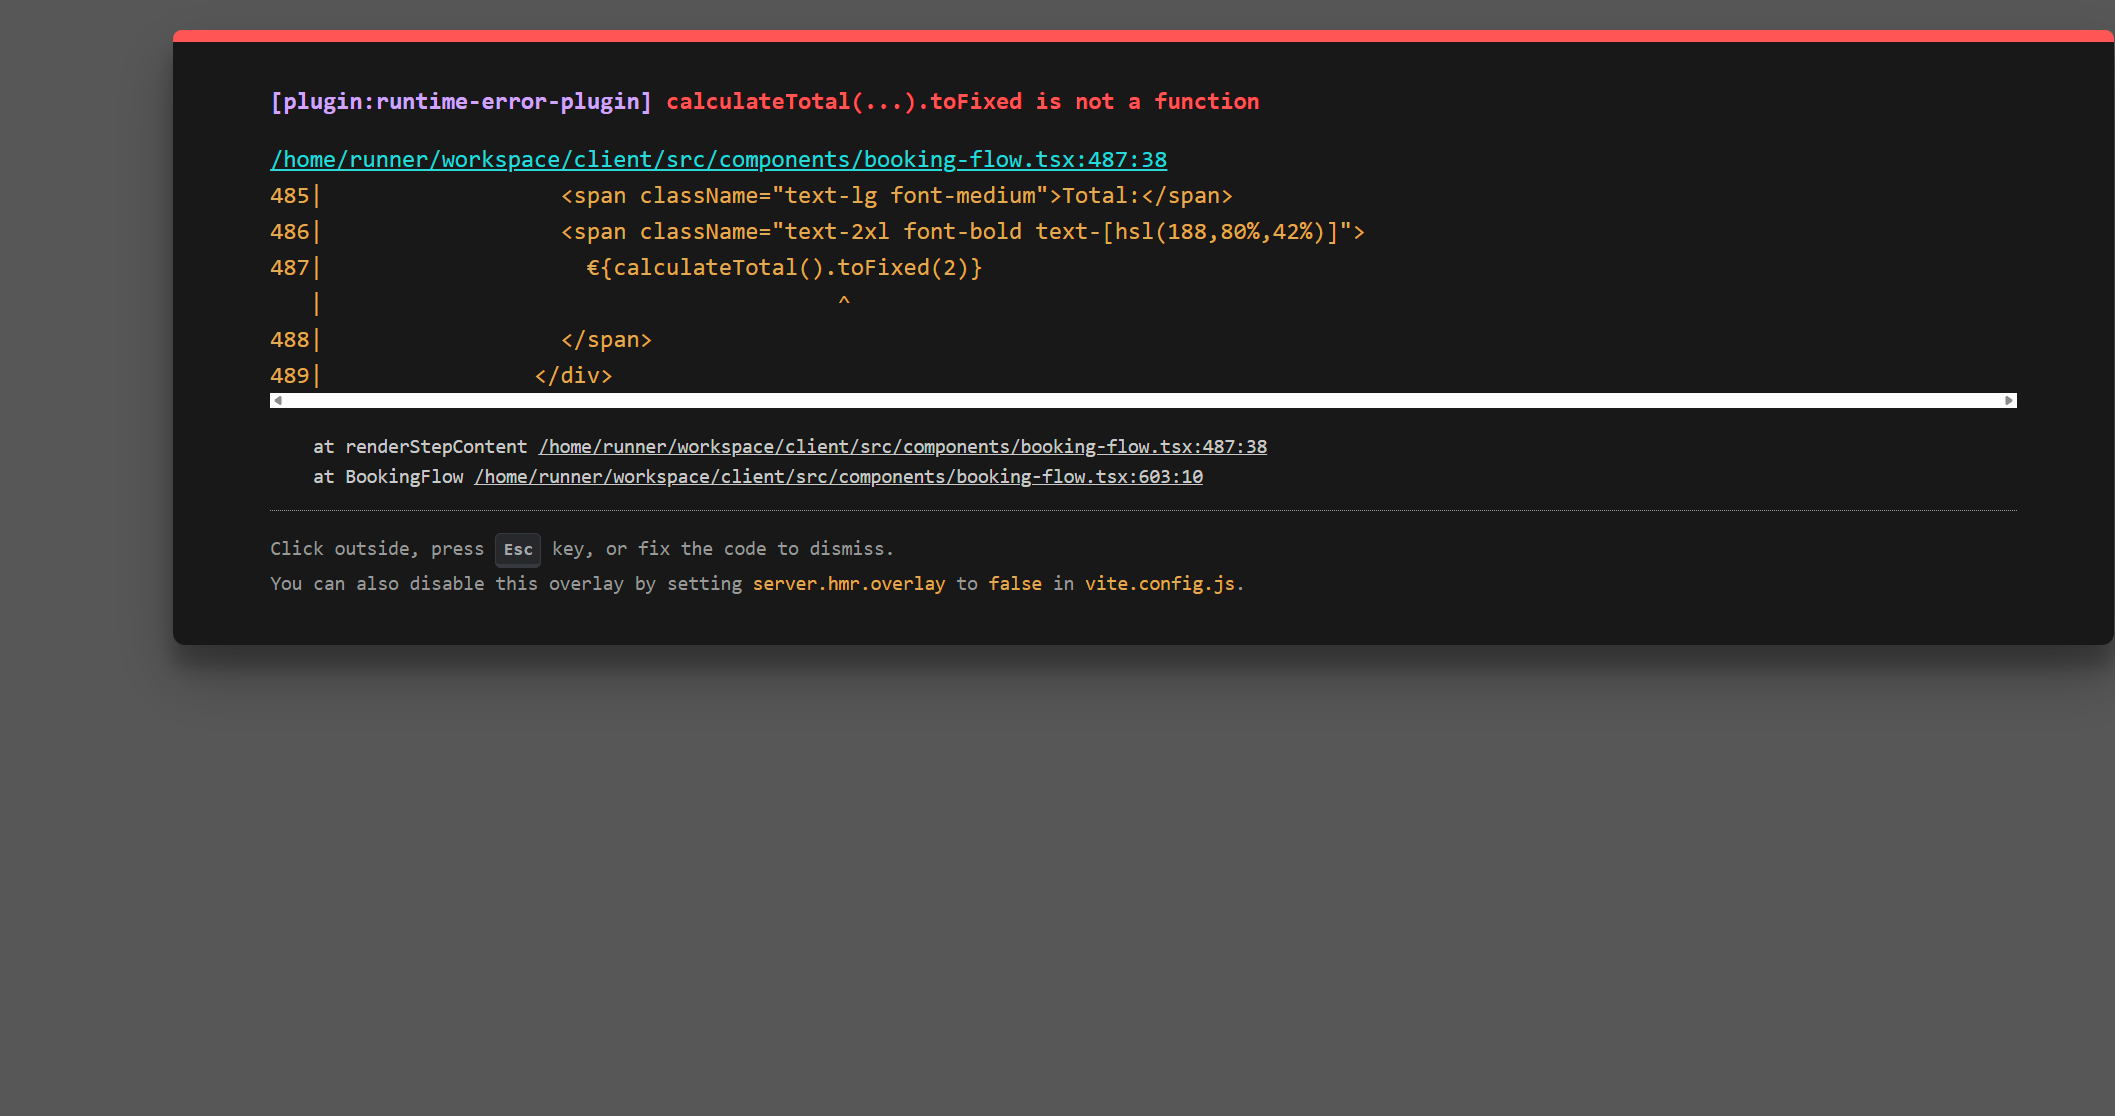 [plugin:runtime-error-plugin] calculateTotal(...).toFixed is not a function
/home/runner/workspace/client/src/components/booking-flow.tsx:487:38
485|                  <span className="text-lg font-medium">Total:</span>
486|                  <span className="text-2xl font-bold text-[hsl(188,80%,42%)]">
487|                    €{calculateTotal().toFixed(2)}
   |                                       ^
488|                  </span>
489|                </div>
at renderStepContent /home/runner/workspace/client/src/components/booking-flow.tsx:487:38
at BookingFlow /home/runner/workspace/client/src/components/booking-flow.tsx:603:10
Click outside, press Esc key, or fix the code to dismiss.
You can also disable this overlay by setting server.hmr.overlay to false in vite.config.js.